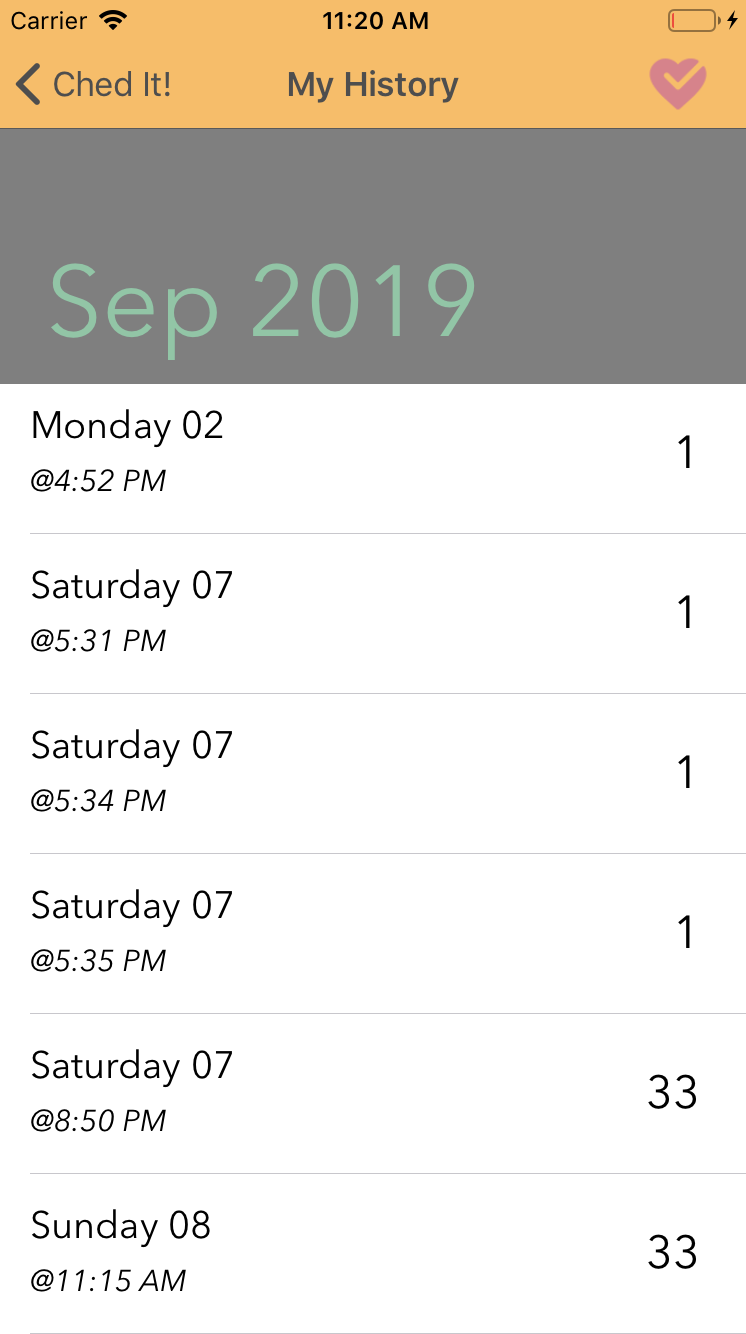 Carrier 11:20 AM
Ched It! My History
Sep 2019
Monday 02
@4:52 PM
1
Saturday 07
@5:31 PM
1
Saturday 07
@5:34 PM
1
Saturday 07
@5:35 PM
1
Saturday 07
@8:50 PM
33
Sunday 08
@11:15 AM
33